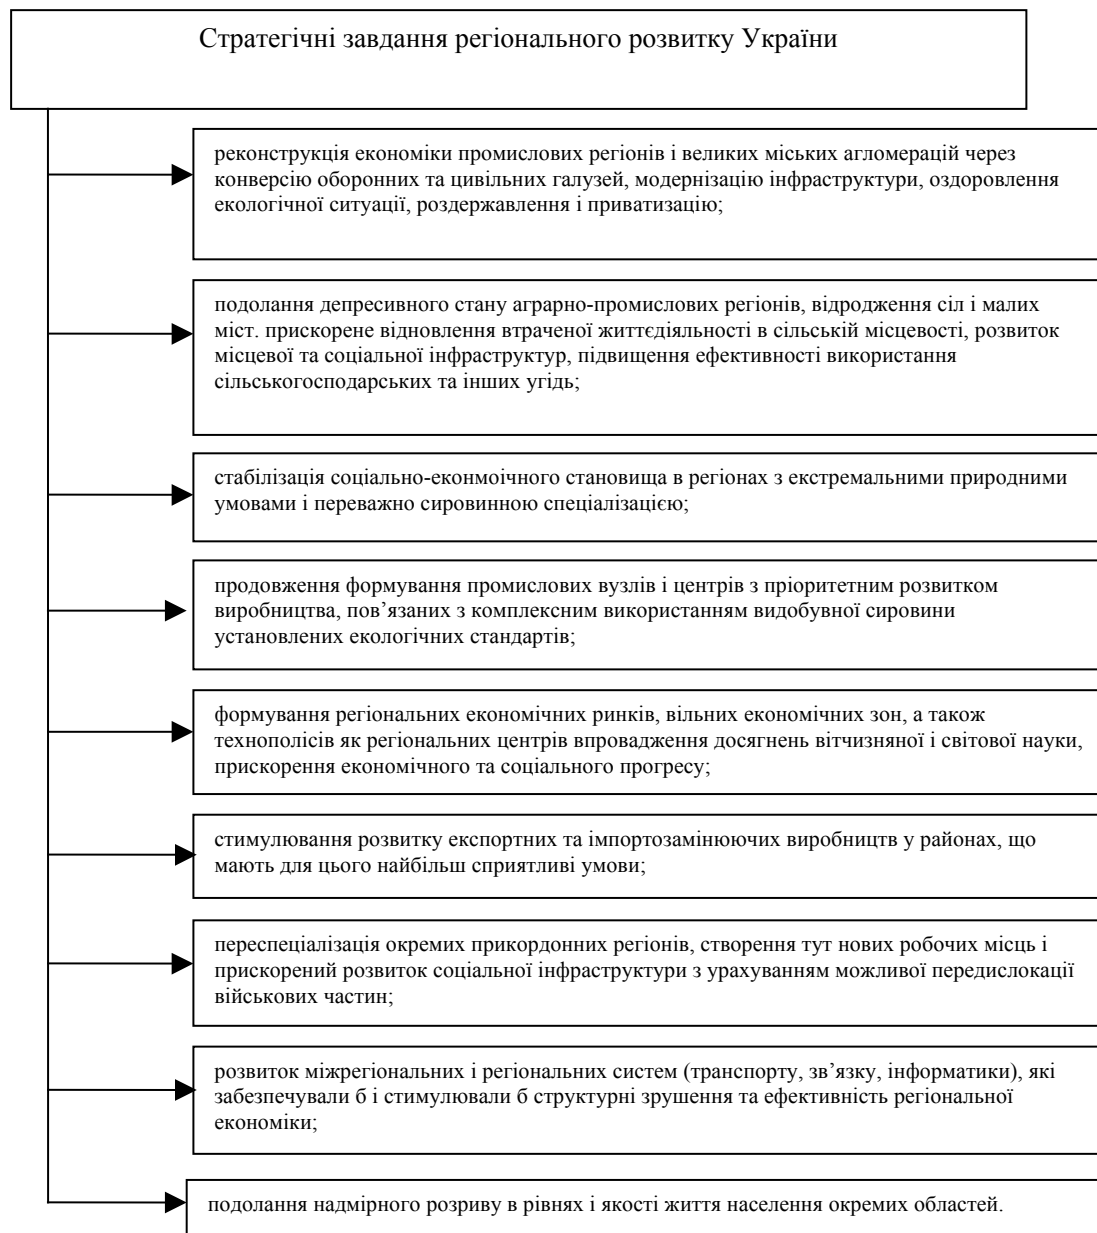 Стратегічні завдання регіонального розвитку України
реконструкція економіки промислових регіонів і великих міських агломерацій через
конверсію оборонних та цивільних галузей, модернізацію інфраструктури, оздоровлення
екологічної ситуації, роздержавлення і приватизацію;
подолання депресивного стану аграрно-промислових регіонів, відродження сіл і малих
міст. прискорене відновлення втраченої життєдіяльності в сільській місцевості, розвиток
місцевої та соціальної інфраструктур, підвищення ефективності використання
сільськогосподарських та інших угідь;
стабілізація соціально-еконмоічного становища в регіонах з екстремальними природними
умовами і переважно сировинною спеціалізацією;
продовження формування промислових вузлів і центрів з пріоритетним розвитком
виробництва, пов’язаних з комплексним використанням видобувної сировини
установлених екологічних стандартів;
формування регіональних економічних ринків, вільних економічних зон, а також
технополісів як регіональних центрів впровадження досягнень вітчизняної і світової науки,
прискорення економічного та соціального прогресу;
стимулювання розвитку експортних та імпортозамінюючих виробництв у районах, що
мають для цього найбільш сприятливі умови;
переспеціалізація окремих прикордонних регіонів, створення тут нових робочих місць і
прискорений розвиток соціальної інфраструктури з урахуванням можливої передислокації
військових частин;
розвиток міжрегіональних і регіональних систем (транспорту, зв’язку, інформатики), які
забезпечували б і стимулювали б структурні зрушення та ефективність регіональної
економіки;
подолання надмірного розриву в рівнях і якості життя населення окремих областей.